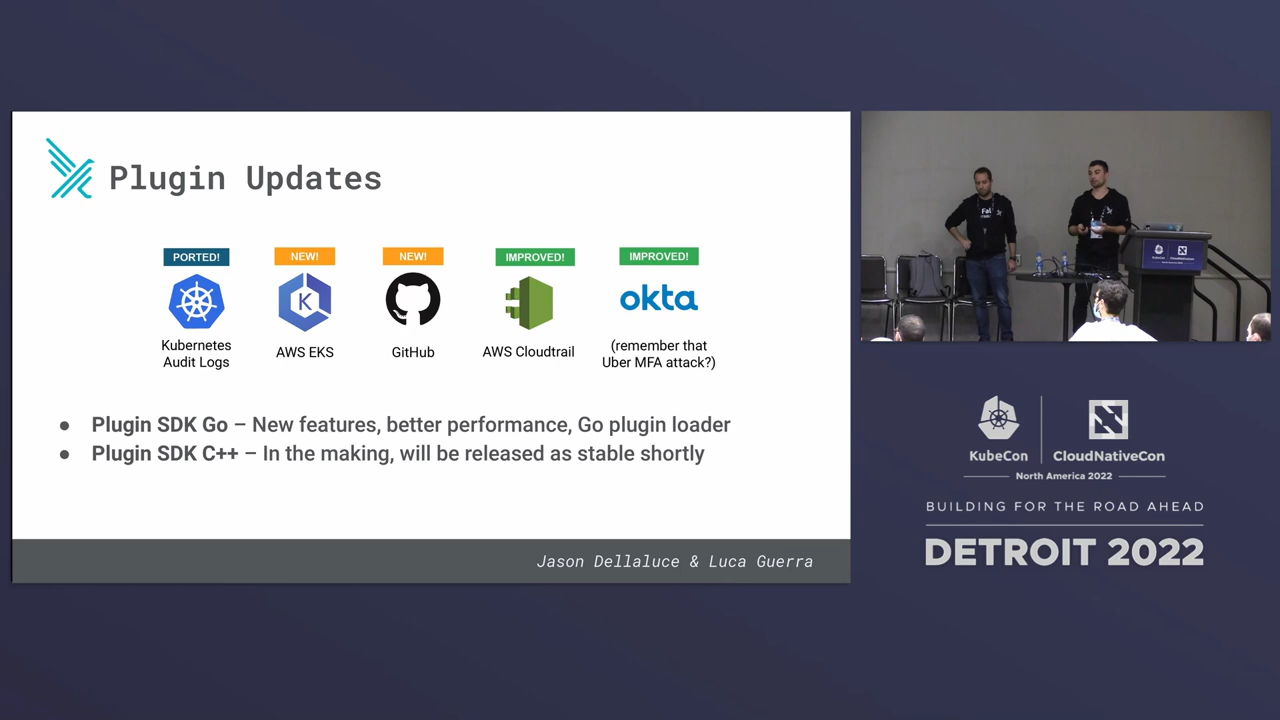 Plugin Updates
PORTED!
NEW!
NEW!
IMPROVED!
IMPROVED!
okta
Kubernetes
Audit Logs
AWS EKS
GitHub
AWS Cloudtrail
(remember that
Uber MFA attack?)
● Plugin SDK Go – New features, better performance, Go plugin loader
● Plugin SDK C++ – In the making, will be released as stable shortly
Jason Dellaluce & Luca Guerra
KubeCon
CloudNativeCon
North America 2022
BUILDING FOR THE ROAD AHEAD
DETROIT 2022